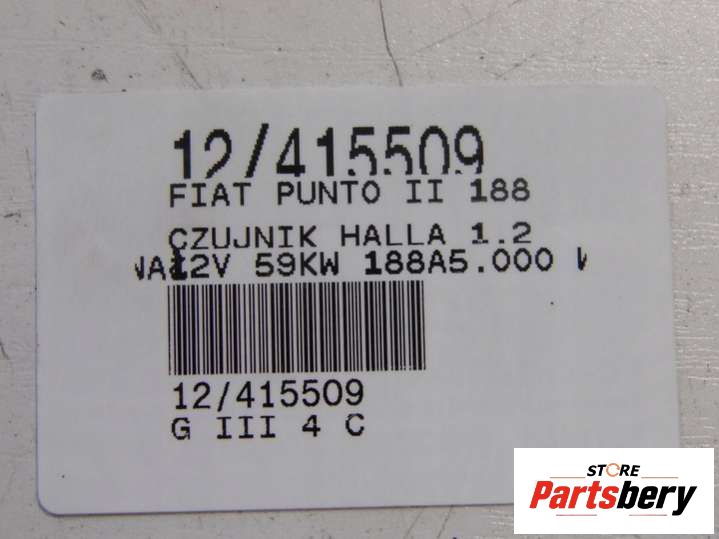 12/415509
FIAT PUNTO II 188
CZUJNIK HALLA 1.2
12V 59KW 188A5.000
12/415509
G III 4 C
STORE
Partsbery